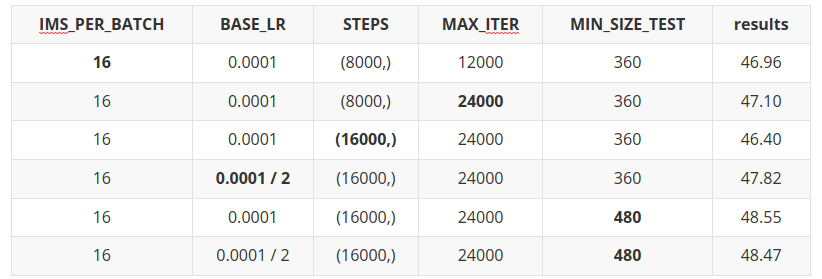 IMS_PER_BATCH BASE_LR STEPS MAX_ITER MIN_SIZE_TEST results
16 0.0001 (8000,) 12000 360 46.96
16 0.0001 (8000,) 24000 360 47.10
16 0.0001 (16000,) 24000 360 46.40
16 0.0001 / 2 (16000,) 24000 360 47.82
16 0.0001 (16000,) 24000 480 48.55
16 0.0001 / 2 (16000,) 24000 480 48.47